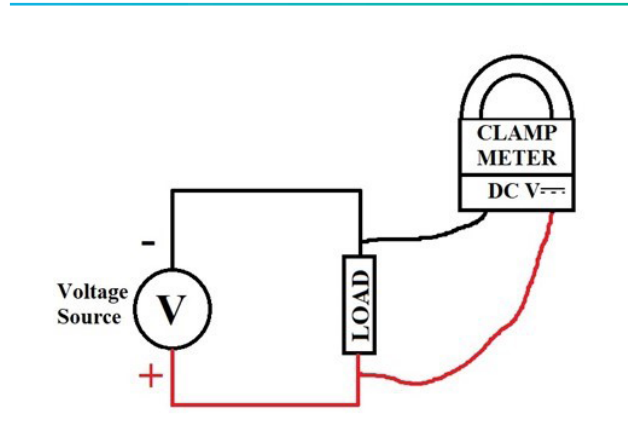 CLAMP
METER
DC V⎓
-
Voltage
Source
V
LOAD
+